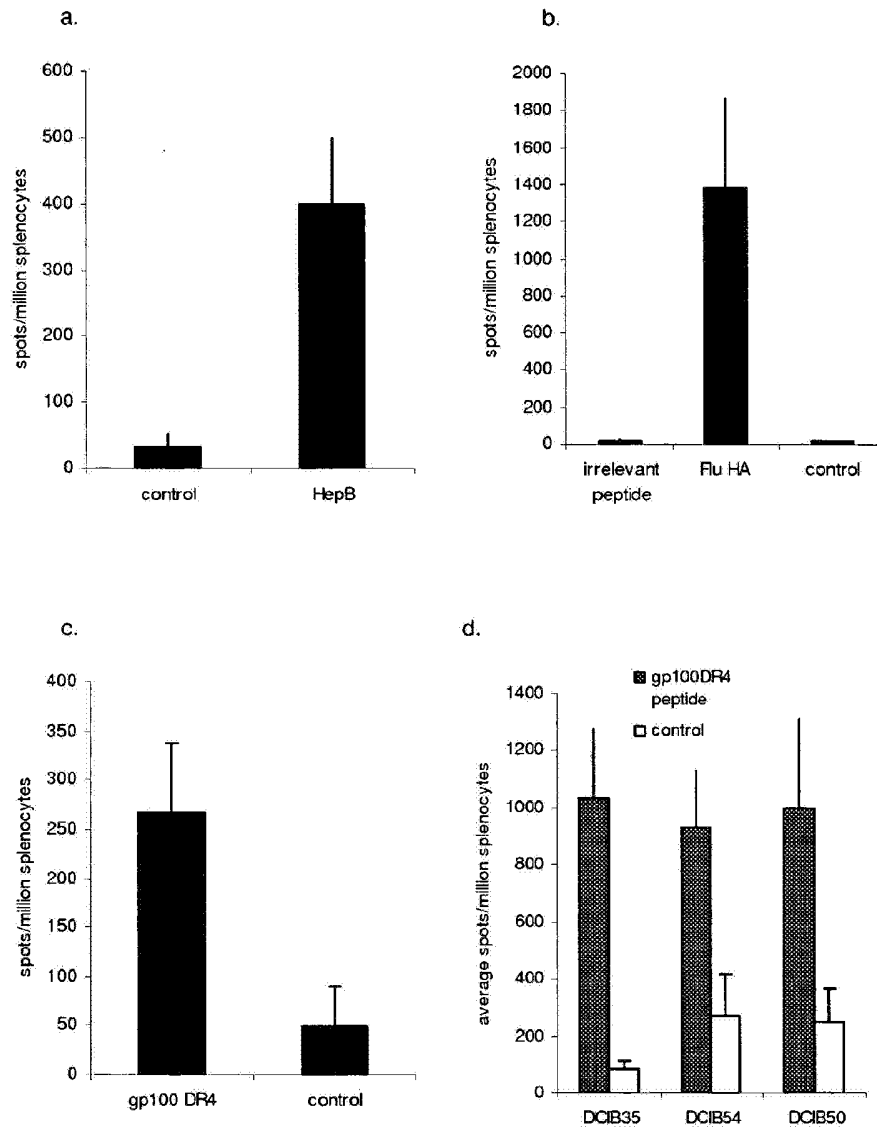 a.
600
500
400
300
200
100
0
spots/million splenocytes
control
HepB
b.
2000
1800
1600
1400
1200
1000
800
600
400
200
0
spots/million splenocytes
irrelevant
peptide
Flu HA
control
c.
400
350
300
250
200
150
100
50
0
spots/million splenocytes
gp100 DR4
control
d.
gp100DR4
peptide
control
1400
1200
1000
800
600
400
200
0
average spots/million splenocytes
DCIB35
DCIB54
DCIB50